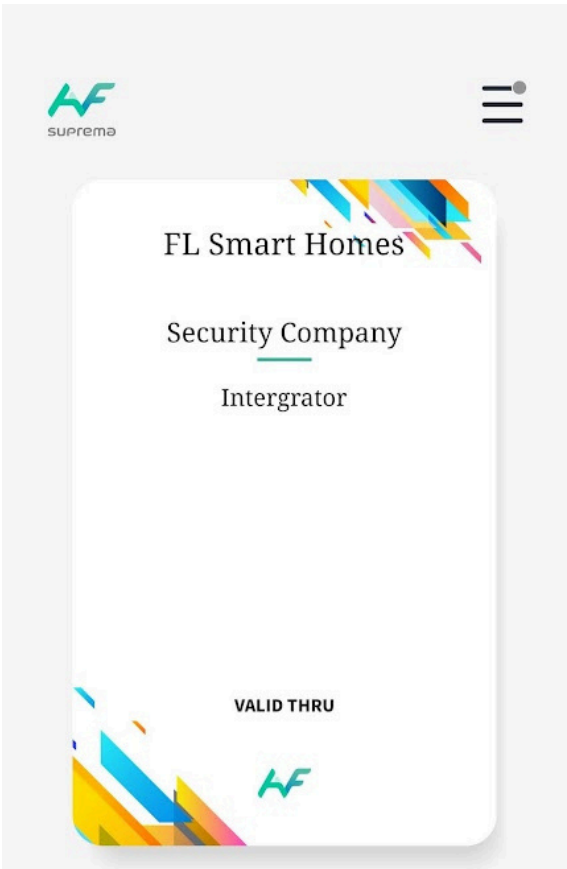 suprema
FL Smart Homes
Security Company
Intergrator
VALID THRU